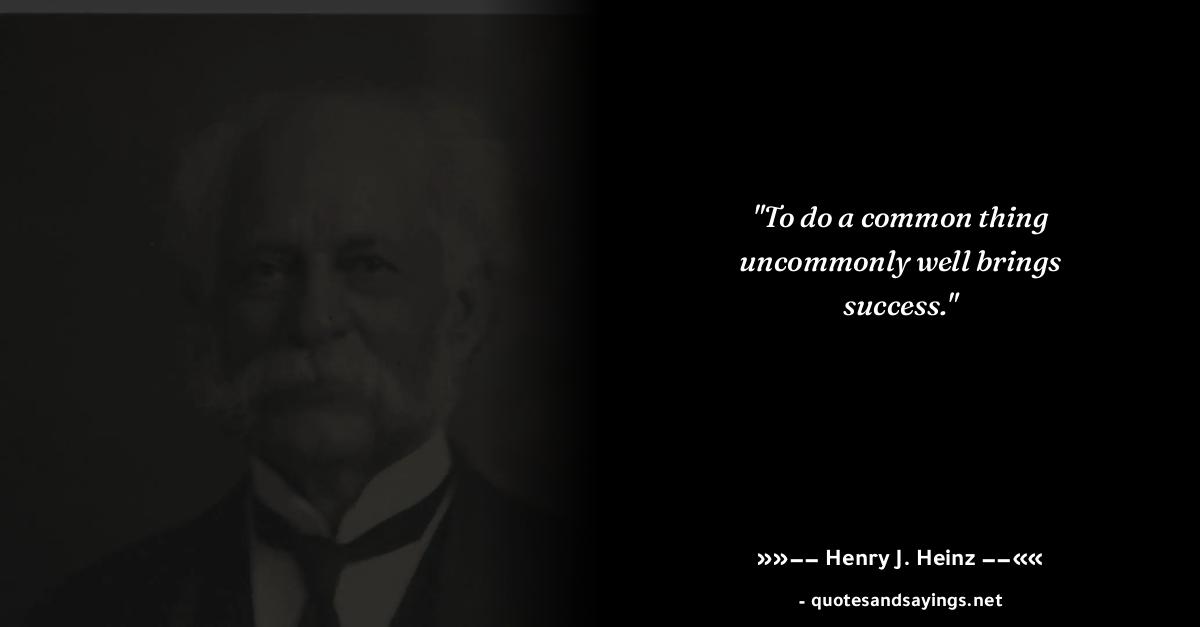 "To do a common thing
uncommonly well brings
success."
»»−− Henry J. Heinz −−««
- quotesandsayings.net